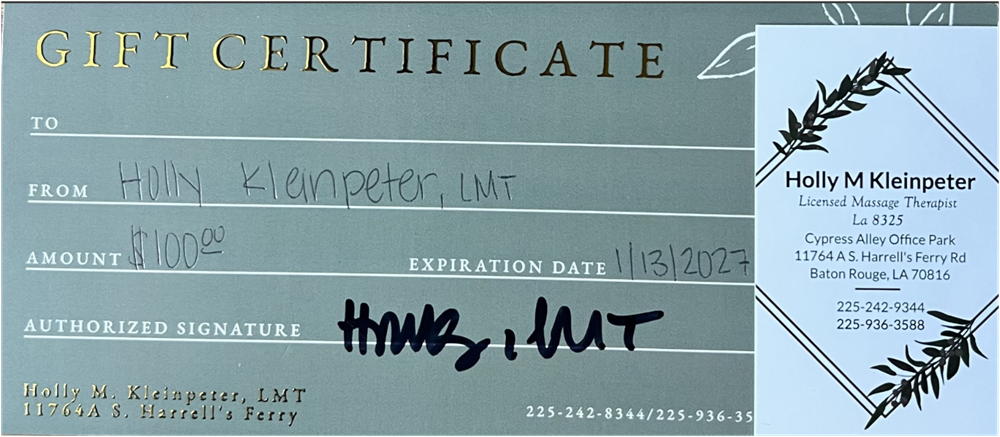 GIFT CERTIFICATE
TO
FROM Holly Kleinpeter, LMT
AMOUNT $100.00
EXPIRATION DATE 1/13/2027
AUTHORIZED SIGNATURE HMK, LMT
Holly M. Kleinpeter, LMT
11764A S. Harrell's Ferry
225-242-8344/225-936-35
Holly M Kleinpeter
Licensed Massage Therapist
La 8325
Cypress Alley Office Park
11764 A S. Harrell's Ferry Rd
Baton Rouge, LA 70816
225-242-9344
225-936-3588